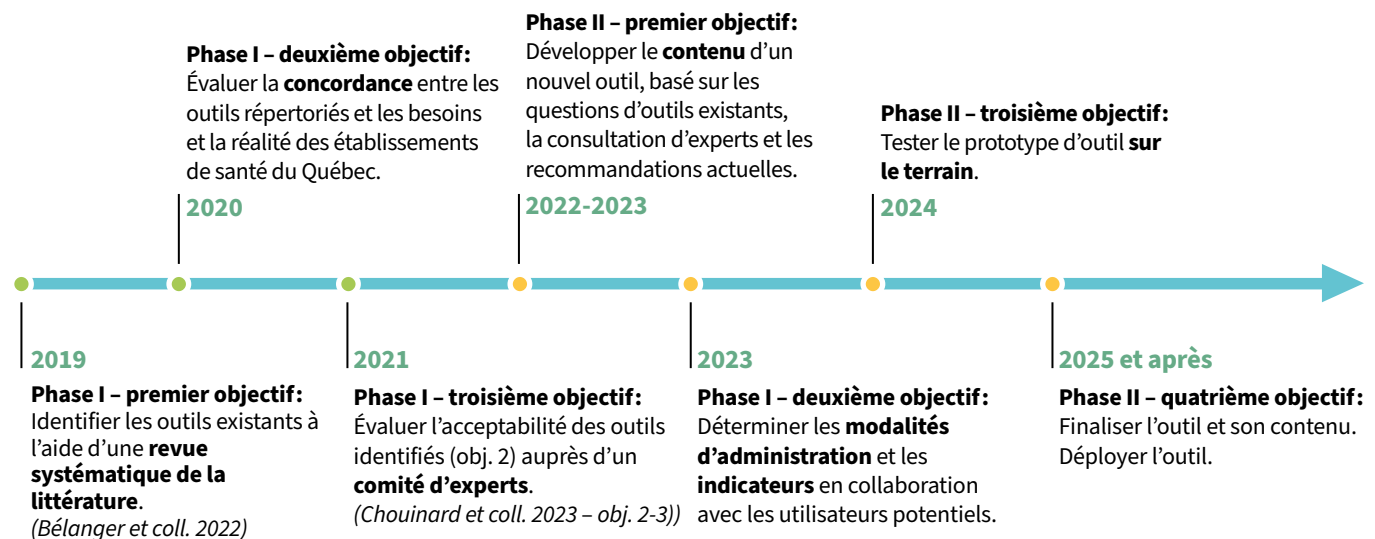 Phase I – deuxième objectif:
Évaluer la concordance entre les
outils répertoriés et les besoins
et la réalité des établissements
de santé du Québec.
2020
Phase II – premier objectif:
Développer le contenu d’un
nouvel outil, basé sur les
questions d’outils existants,
la consultation d’experts et les
recommandations actuelles.
2022-2023
Phase II – troisième objectif:
Tester le prototype d’outil sur
le terrain.
2024
2019
Phase I – premier objectif:
Identifier les outils existants à
l’aide d’une revue
systématique de la
littérature.
(Bélanger et coll. 2022)
2021
Phase I – troisième objectif:
Évaluer l’acceptabilité des outils
identifiés (obj. 2) auprès d’un
comité d’experts.
(Chouinard et coll. 2023 – obj. 2-3))
2023
Phase I – deuxième objectif:
Déterminer les modalités
d’administration et les
indicateurs en collaboration
avec les utilisateurs potentiels.
2025 et après
Phase II – quatrième objectif:
Finaliser l’outil et son contenu.
Déployer l’outil.